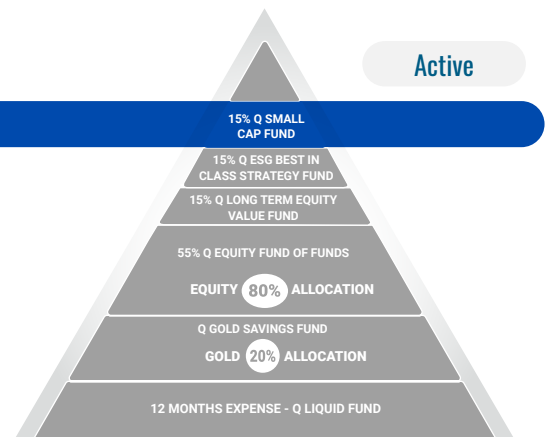 Active
15% Q SMALL
CAP FUND
15% Q ESG BEST IN
CLASS STRATEGY FUND
15% Q LONG TERM EQUITY
VALUE FUND
55% Q EQUITY FUND OF FUNDS
EQUITY 80% ALLOCATION
Q GOLD SAVINGS FUND
GOLD 20% ALLOCATION
12 MONTHS EXPENSE - Q LIQUID FUND